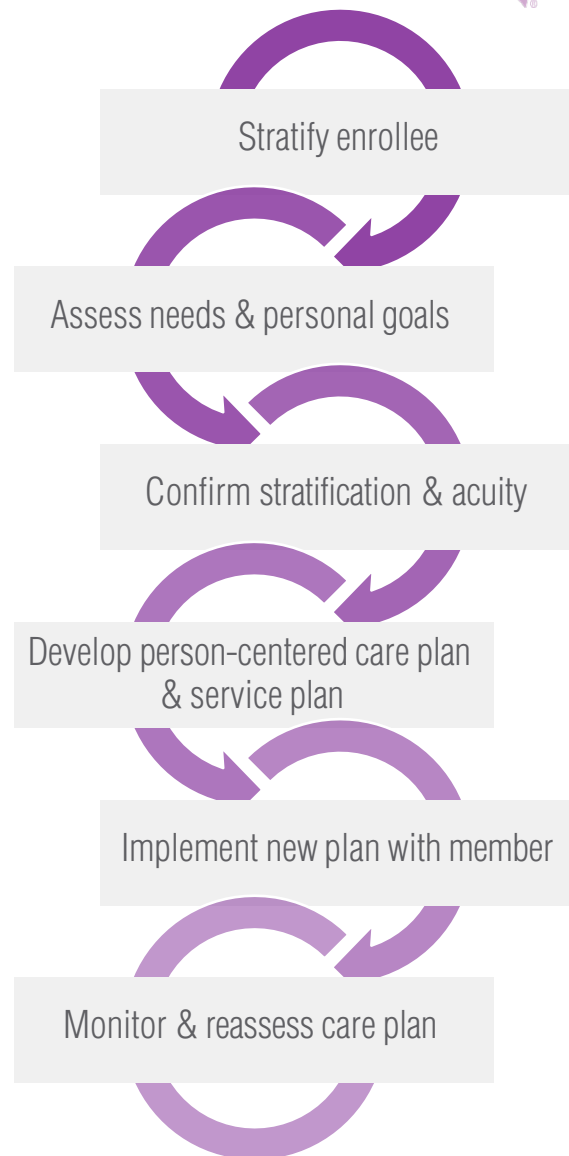 Stratify enrollee
Assess needs & personal goals
Confirm stratification & acuity
Develop person-centered care plan
& service plan
Implement new plan with member
Monitor & reassess care plan